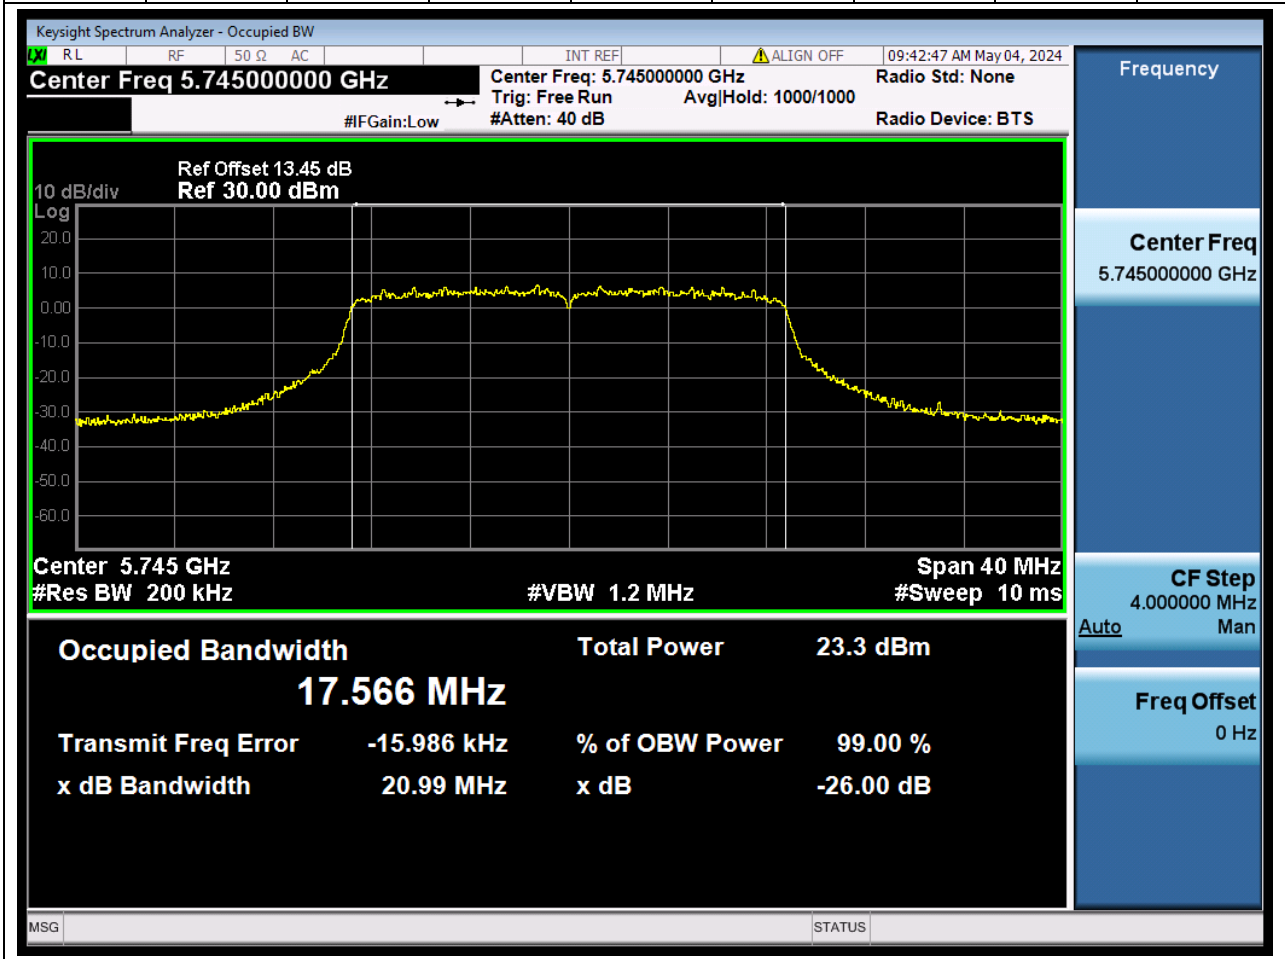 Keysight Spectrum Analyzer - Occupied BW
LXI RL RF 50 Ω AC INT REF ALIGN OFF 09:42:47 AM May 04, 2024
Center Freq 5.745000000 GHz
Center Freq: 5.745000000 GHz
Radio Std: None
Trig: Free Run Avg|Hold: 1000/1000
#IFGain:Low
#Atten: 40 dB
Radio Device: BTS
Ref Offset 13.45 dB
10 dB/div Ref 30.00 dBm
Log
20.0
10.0
0.00
-10.0
-20.0
-30.0
-40.0
-50.0
-60.0
Center 5.745 GHz Span 40 MHz
#Res BW 200 kHz #VBW 1.2 MHz #Sweep 10 ms
Occupied Bandwidth Total Power 23.3 dBm
17.566 MHz
Transmit Freq Error -15.986 kHz % of OBW Power 99.00 %
x dB Bandwidth 20.99 MHz x dB -26.00 dB
MSG STATUS
Frequency
Center Freq
5.745000000 GHz
CF Step
4.000000 MHz
Auto Man
Freq Offset
0 Hz